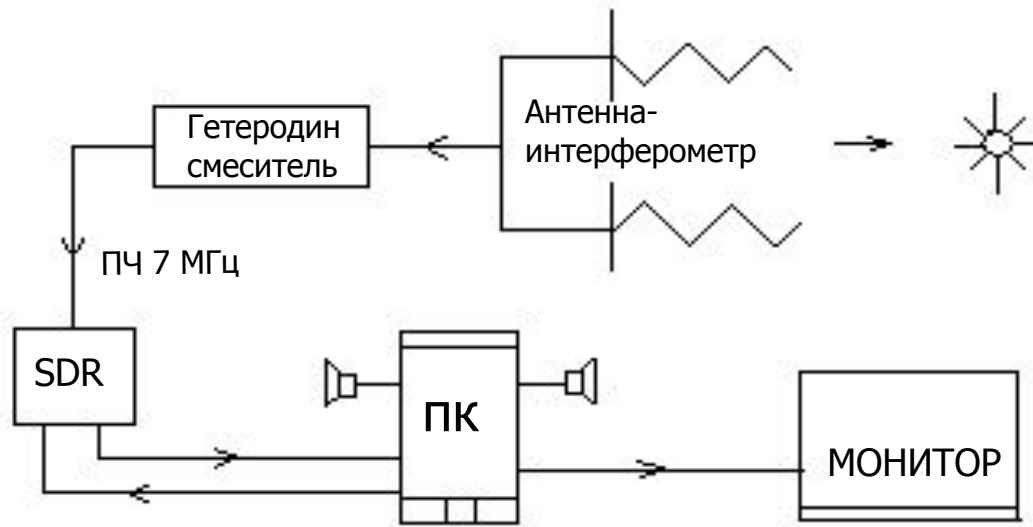 Гетеродин
смеситель
Антенна-
интерферометр
ПЧ 7 МГц
SDR
ПК
МОНИТОР